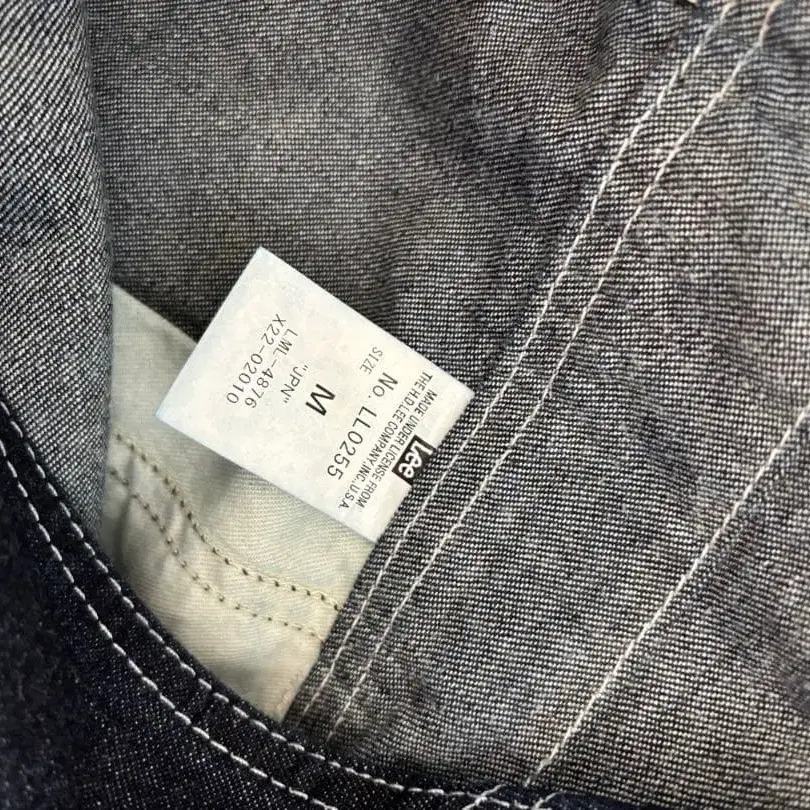 Lee
MADE UNDER LICENSE FROM
THE H.D.LEE COMPANY,INC.,U.S.A.
No. LL0255
SIZE
M
"JPN"
LML-4876
X22-02010